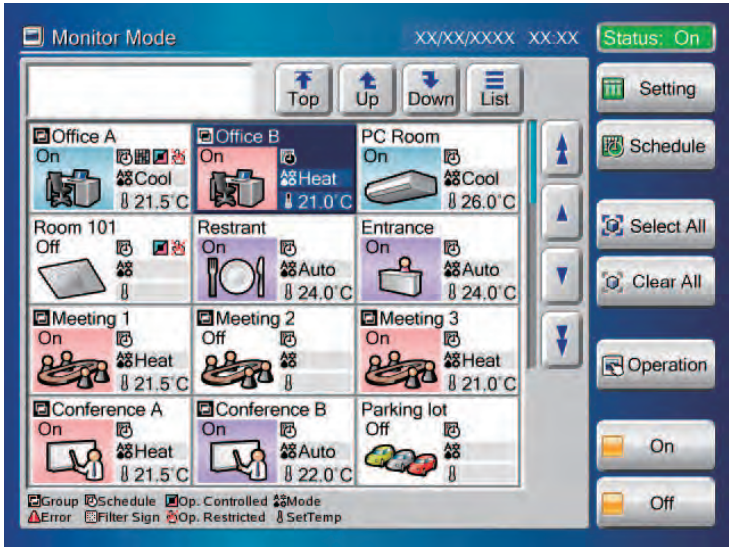 Monitor Mode XX/XX/XXXX XX:XX Status: On
Top Up Down List
Setting
Schedule
Select All
Clear All
Operation
On
Off
Office A
On
Cool
21.5°C
Office B
On
Heat
21.0°C
PC Room
On
Cool
26.0°C
Room 101
Off
Restrant
On
Auto
24.0°C
Entrance
On
Auto
24.0°C
Meeting 1
On
Heat
21.5°C
Meeting 2
Off
Meeting 3
On
Heat
21.0°C
Conference A
On
Heat
21.5°C
Conference B
On
Auto
22.0°C
Parking lot
Off
Group Schedule Op. Controlled Mode
Error Filter Sign Op. Restricted SetTemp